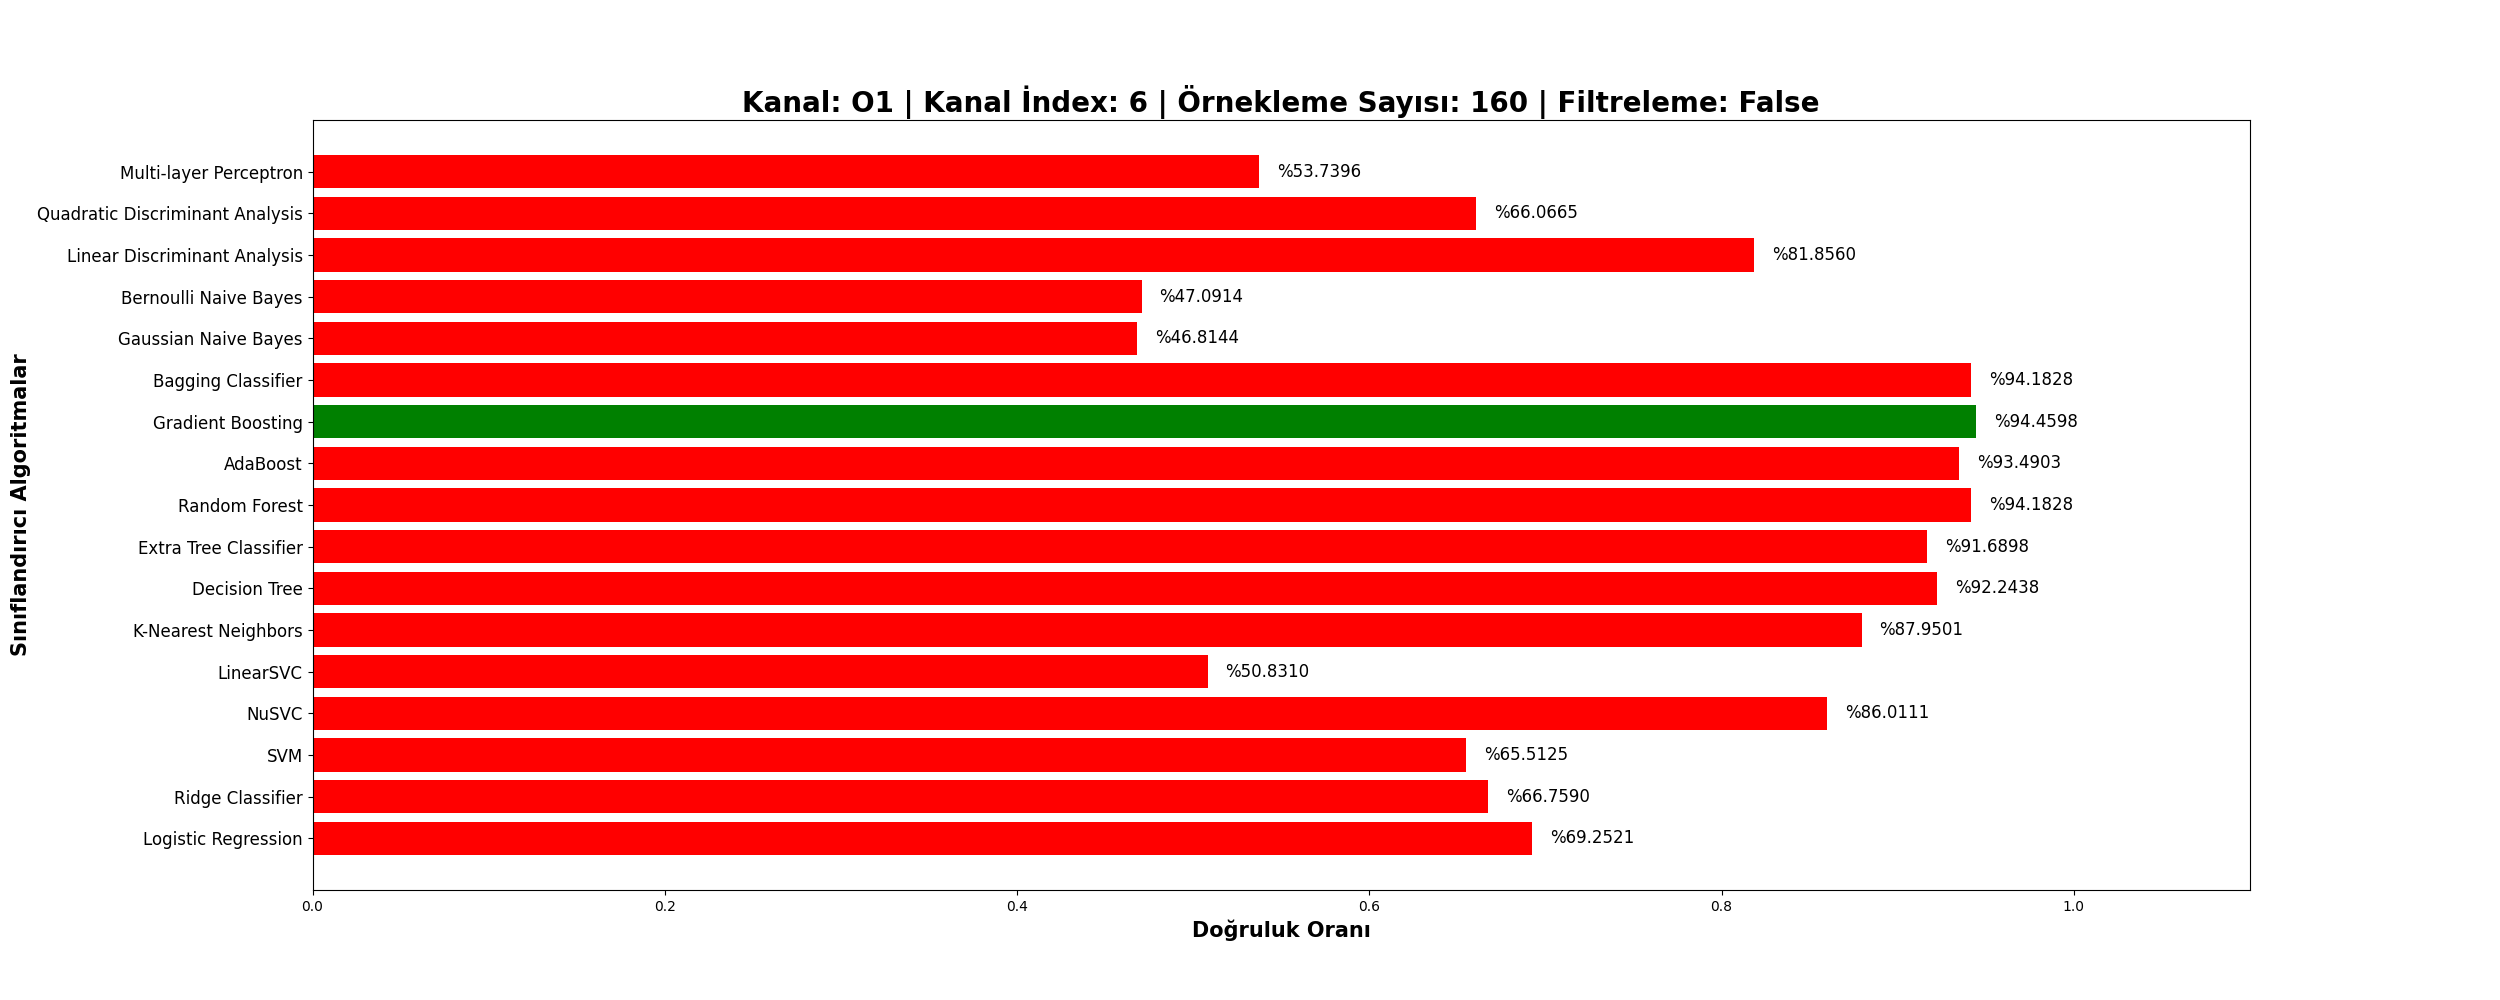 Kanal: O1 | Kanal İndex: 6 | Örnekleme Sayısı: 160 | Filtreleme: False
Sınıflandırıcı Algoritmalar
Multi-layer Perceptron %53.7396
Quadratic Discriminant Analysis %66.0665
Linear Discriminant Analysis %81.8560
Bernoulli Naive Bayes %47.0914
Gaussian Naive Bayes %46.8144
Bagging Classifier %94.1828
Gradient Boosting %94.4598
AdaBoost %93.4903
Random Forest %94.1828
Extra Tree Classifier %91.6898
Decision Tree %92.2438
K-Nearest Neighbors %87.9501
LinearSVC %50.8310
NuSVC %86.0111
SVM %65.5125
Ridge Classifier %66.7590
Logistic Regression %69.2521
0.0 0.2 0.4 0.6 0.8 1.0
Doğruluk Oranı